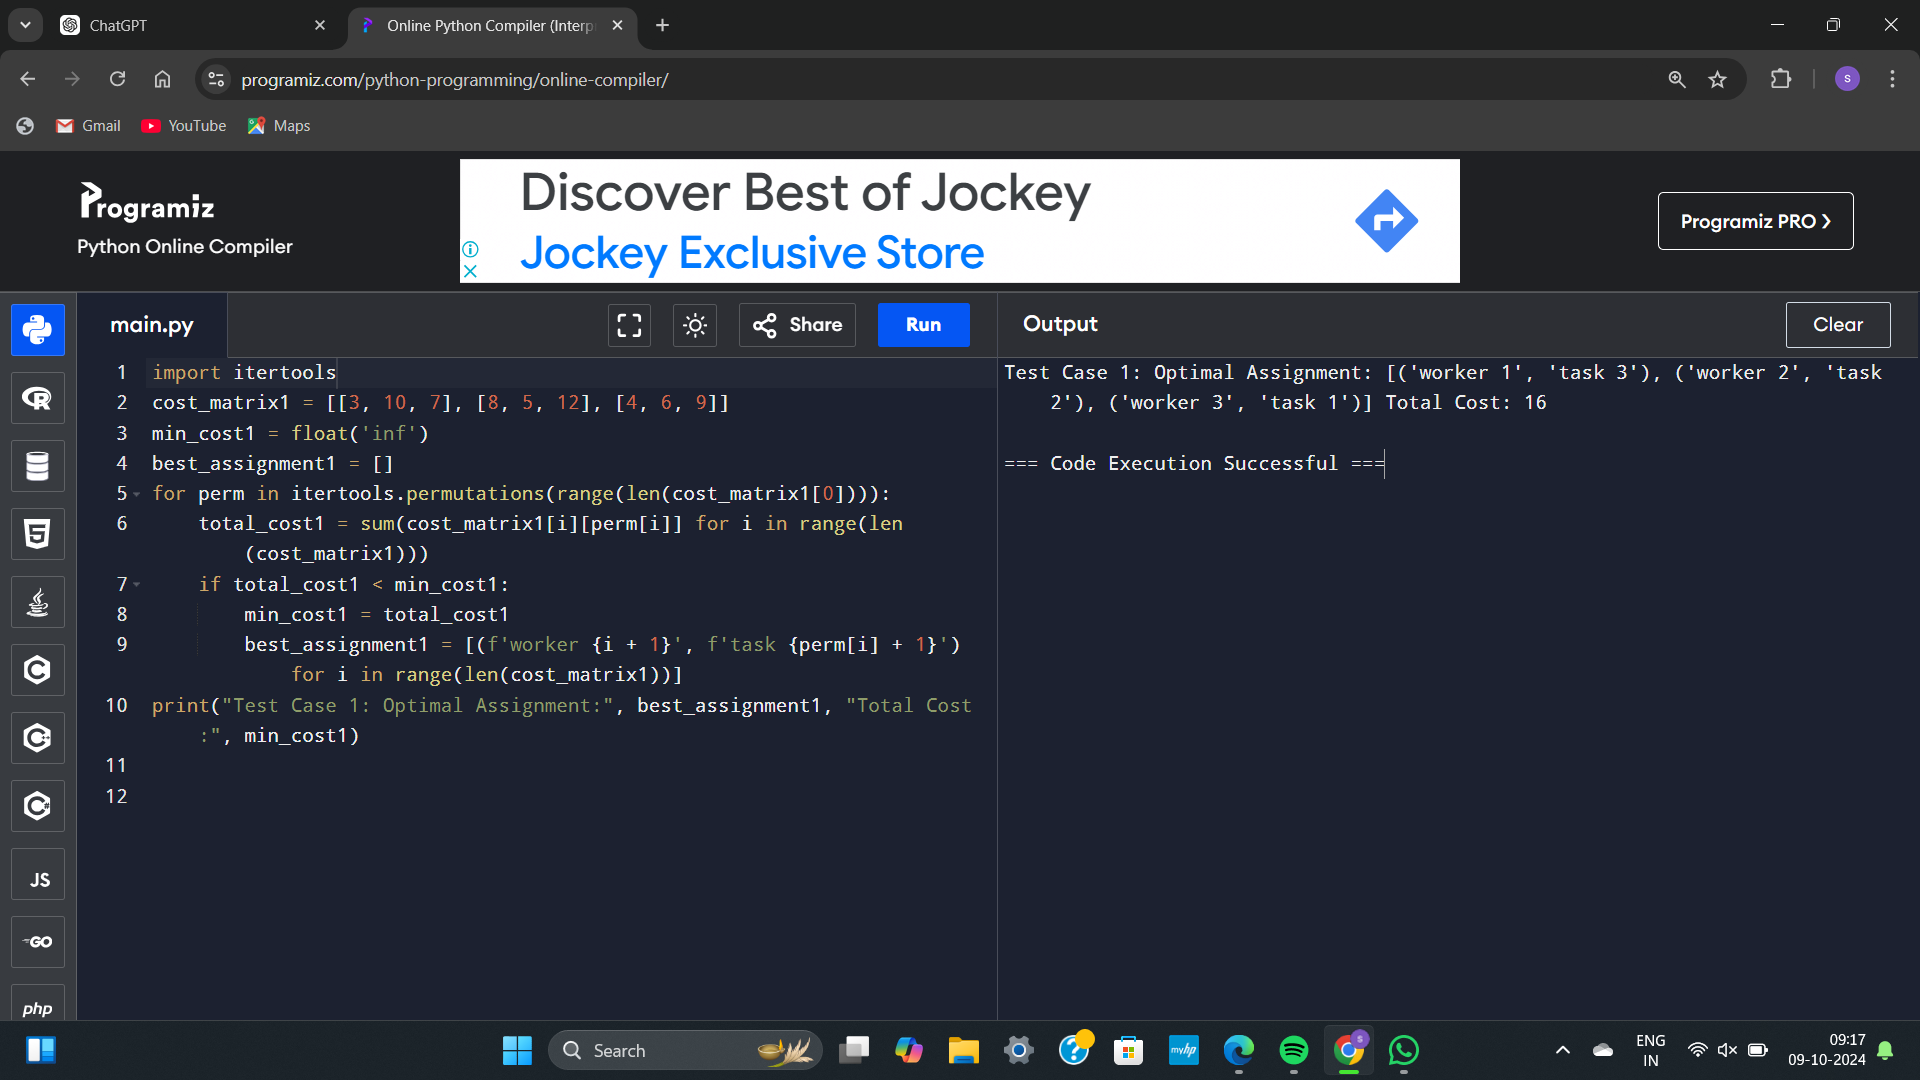 ChatGPT
Online Python Compiler (Interp
programiz.com/python-programming/online-compiler/
S
Gmail
YouTube
Maps
Programiz
Python Online Compiler
Discover Best of Jockey
Jockey Exclusive Store
Programiz PRO
main.py
Share
Run
Output
Clear
1 import itertools
2 cost_matrix1 = [[3, 10, 7], [8, 5, 12], [4, 6, 9]]
3 min_cost1 = float('inf')
4 best_assignment1 = []
5 for perm in itertools.permutations(range(len(cost_matrix1[0]))):
6 total_cost1 = sum(cost_matrix1[i][perm[i]] for i in range(len
(cost_matrix1)))
7 if total_cost1 < min_cost1:
8 min_cost1 = total_cost1
9 best_assignment1 = [(f'worker {i + 1}', f'task {perm[i] + 1}')
for i in range(len(cost_matrix1))]
10 print("Test Case 1: Optimal Assignment:", best_assignment1, "Total Cost
:", min_cost1)
11
12
Test Case 1: Optimal Assignment: [('worker 1', 'task 3'), ('worker 2', 'task
2'), ('worker 3', 'task 1')] Total Cost: 16
=== Code Execution Successful ===
R
5
C
C++
C#
JS
GO
php
Search
myhp
S
ENG
IN
09:17
09-10-2024